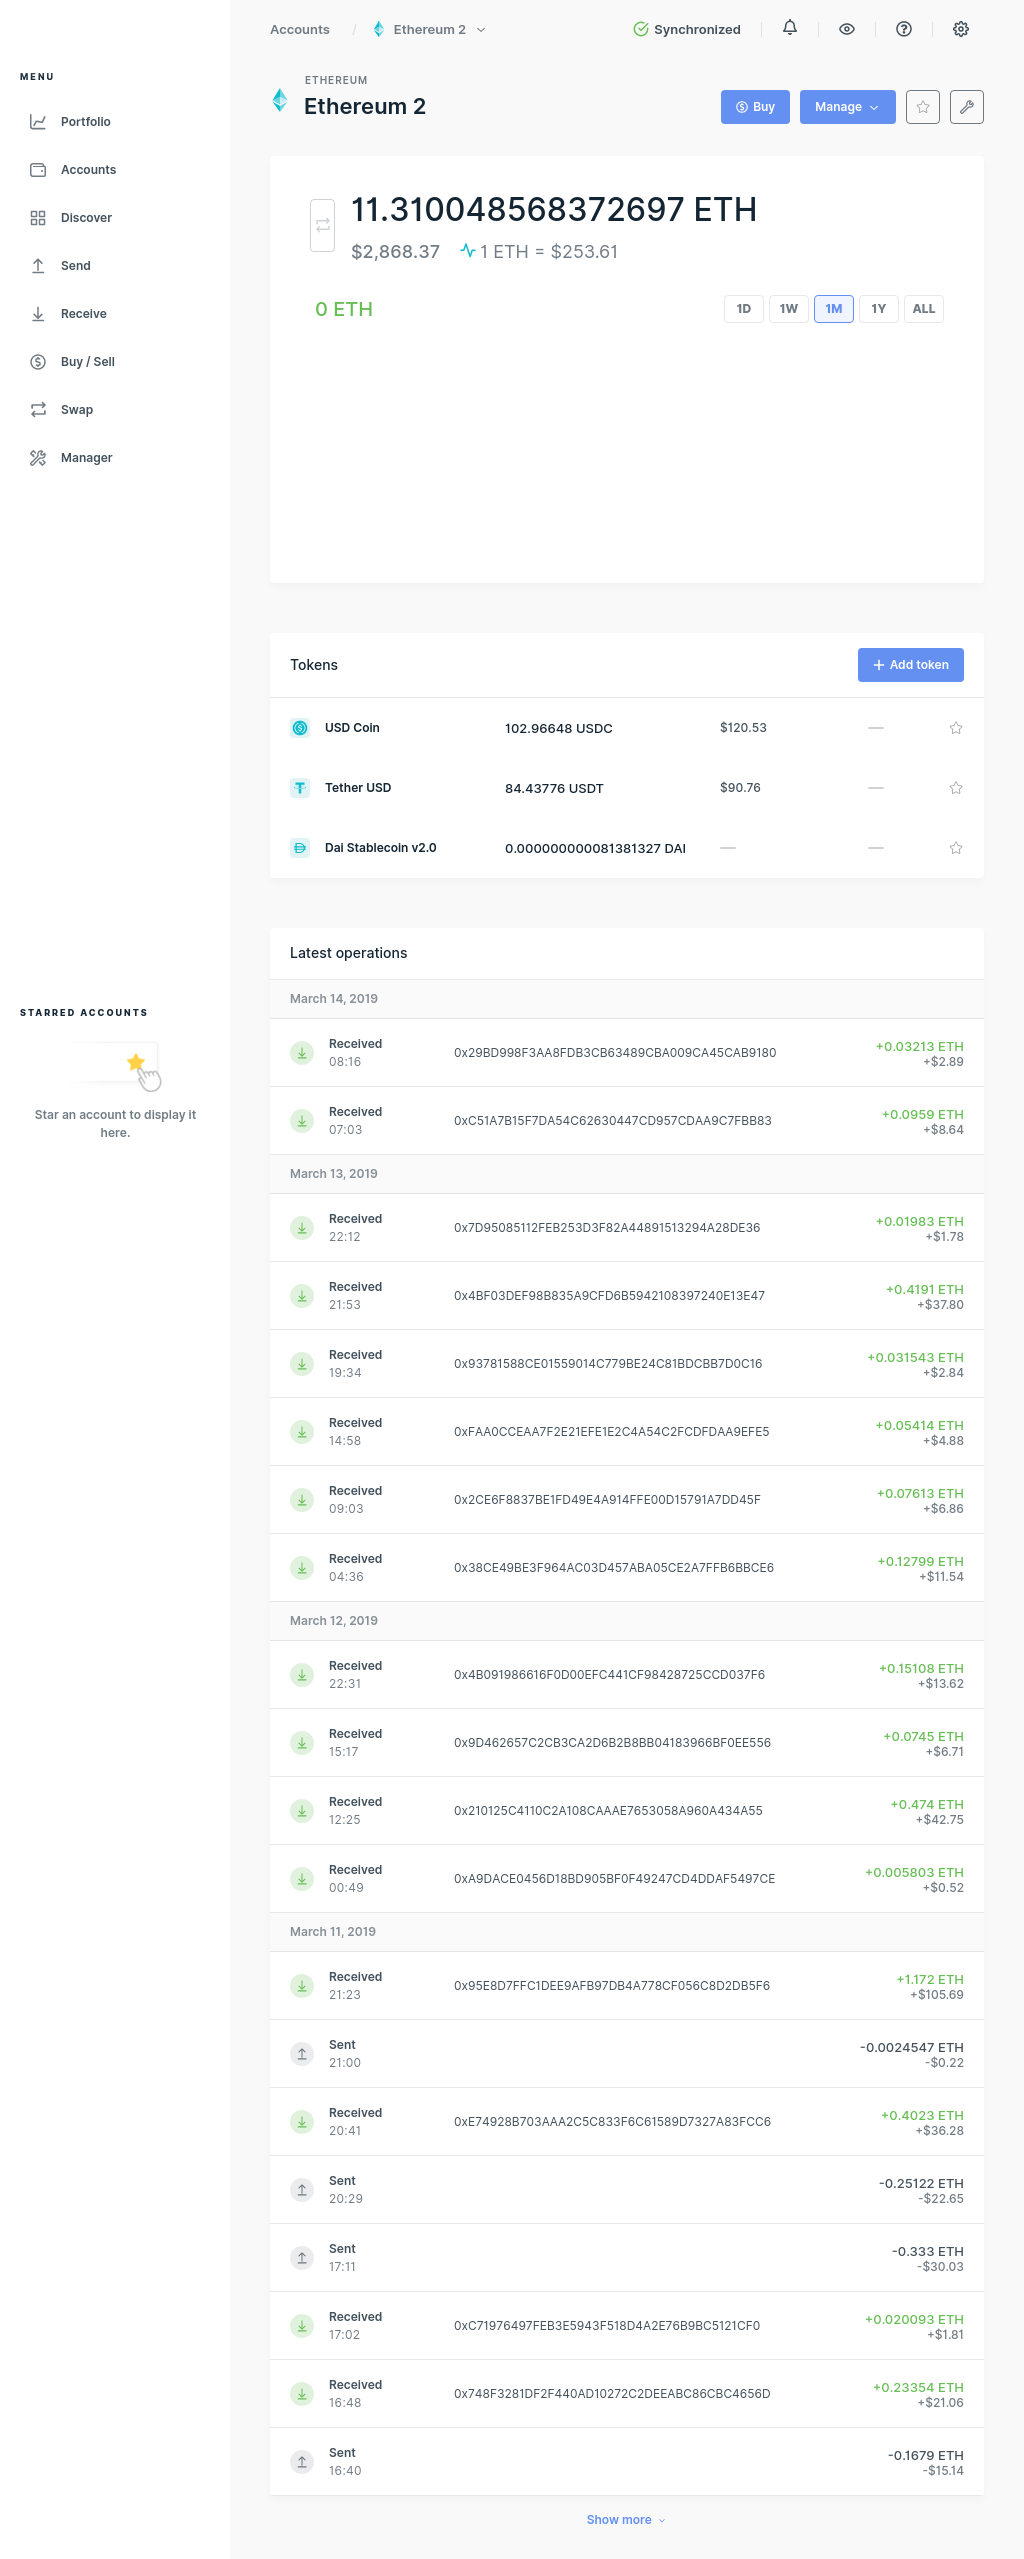 Accounts / Ethereum 2
Synchronized
MENU
Portfolio
Accounts
Discover
Send
Receive
Buy / Sell
Swap
Manager
STARRED ACCOUNTS
Star an account to display it
here.
ETHEREUM
Ethereum 2
Buy
Manage
11.310048568372697 ETH
$2,868.37 1 ETH = $253.61
0 ETH
1D 1W 1M 1Y ALL
Tokens
Add token
USD Coin 102.96648 USDC $120.53 —
Tether USD 84.43776 USDT $90.76 —
Dai Stablecoin v2.0 0.000000000081381327 DAI — —
Latest operations
March 14, 2019
Received
08:16
0x29BD998F3AA8FDB3CB63489CBA009CA45CAB9180
+0.03213 ETH
+$2.89
Received
07:03
0xC51A7B15F7DA54C62630447CD957CDAA9C7FBB83
+0.0959 ETH
+$8.64
March 13, 2019
Received
22:12
0x7D95085112FEB253D3F82A44891513294A28DE36
+0.01983 ETH
+$1.78
Received
21:53
0x4BF03DEF98B835A9CFD6B5942108397240E13E47
+0.4191 ETH
+$37.80
Received
19:34
0x93781588CE01559014C779BE24C81BDCBB7D0C16
+0.031543 ETH
+$2.84
Received
14:58
0xFAA0CCEAA7F2E21EFE1E2C4A54C2FCDFDAA9EFE5
+0.05414 ETH
+$4.88
Received
09:03
0x2CE6F8837BE1FD49E4A914FFE00D15791A7DD45F
+0.07613 ETH
+$6.86
Received
04:36
0x38CE49BE3F964AC03D457ABA05CE2A7FFB6BBCE6
+0.12799 ETH
+$11.54
March 12, 2019
Received
22:31
0x4B091986616F0D00EFC441CF98428725CCD037F6
+0.15108 ETH
+$13.62
Received
15:17
0x9D462657C2CB3CA2D6B2B8BB04183966BF0EE556
+0.0745 ETH
+$6.71
Received
12:25
0x210125C4110C2A108CAAAE7653058A960A434A55
+0.474 ETH
+$42.75
Received
00:49
0xA9DACE0456D18BD905BF0F49247CD4DDAF5497CE
+0.005803 ETH
+$0.52
March 11, 2019
Received
21:23
0x95E8D7FFC1DEE9AFB97DB4A778CF056C8D2DB5F6
+1.172 ETH
+$105.69
Sent
21:00
-0.0024547 ETH
-$0.22
Received
20:41
0xE74928B703AAA2C5C833F6C61589D7327A83FCC6
+0.4023 ETH
+$36.28
Sent
20:29
-0.25122 ETH
-$22.65
Sent
17:11
-0.333 ETH
-$30.03
Received
17:02
0xC71976497FEB3E5943F518D4A2E76B9BC5121CF0
+0.020093 ETH
+$1.81
Received
16:48
0x748F3281DF2F440AD10272C2DEEABC86CBC4656D
+0.23354 ETH
+$21.06
Sent
16:40
-0.1679 ETH
-$15.14
Show more